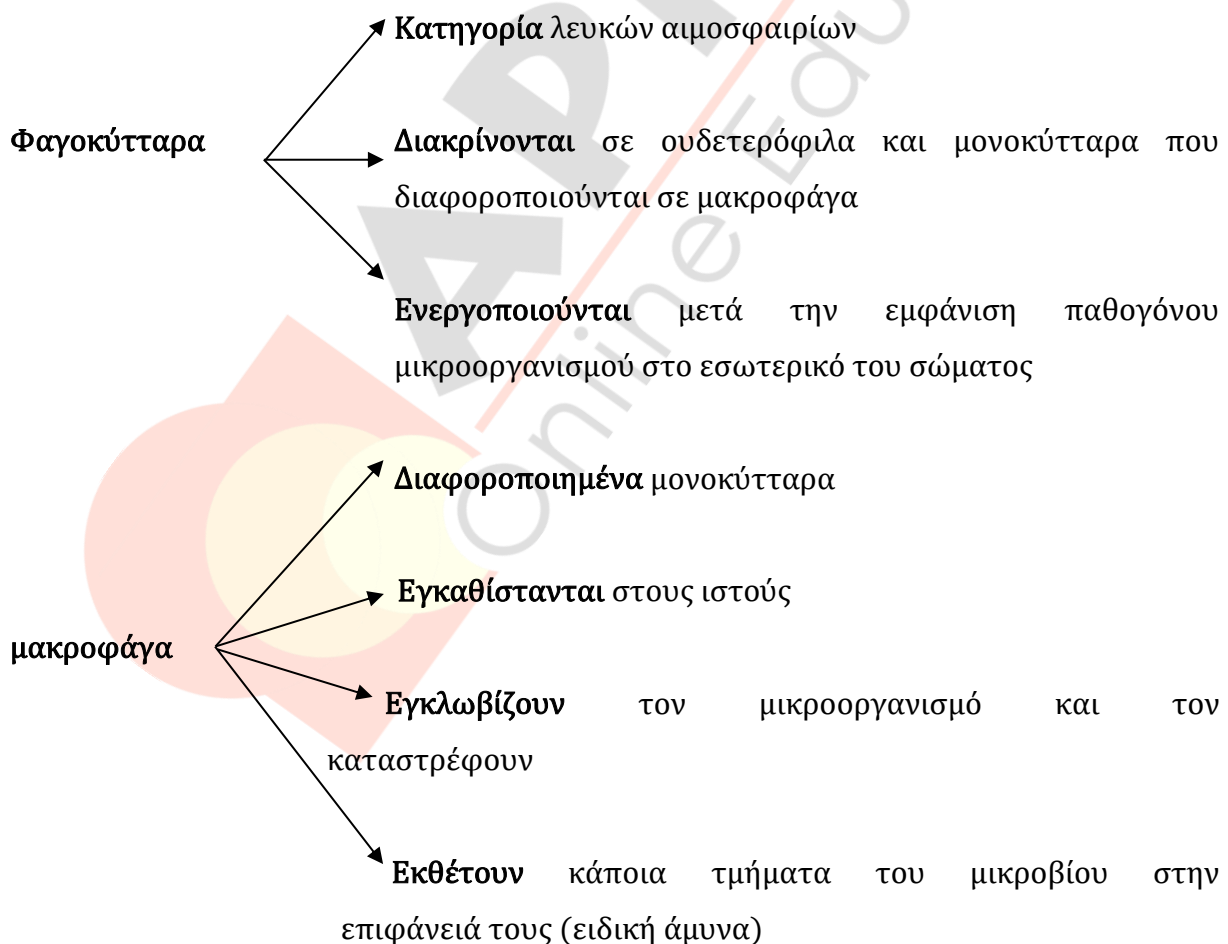 Κατηγορία λευκών αιμοσφαιρίων
Φαγοκύτταρα
Διακρίνονται σε ουδετερόφιλα και μονοκύτταρα που
διαφοροποιούνται σε μακροφάγα
Ενεργοποιούνται μετά την εμφάνιση παθογόνου
μικροοργανισμού στο εσωτερικό του σώματος
Διαφοροποιημένα μονοκύτταρα
Εγκαθίστανται στους ιστούς
μακροφάγα
Εγκλωβίζουν τον μικροοργανισμό και τον
καταστρέφουν
Εκθέτουν κάποια τμήματα του μικροβίου στην
επιφάνειά τους (ειδική άμυνα)
Online